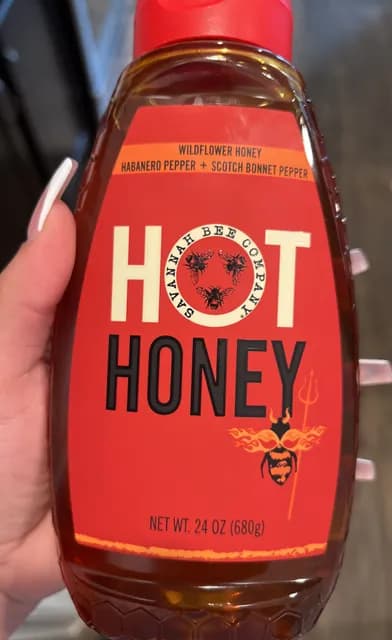 WILDFLOWER HONEY
HABANERO PEPPER + SCOTCH BONNET PEPPER
HOT
SAVANNAH BEE COMPANY
HONEY
NET WT. 24 OZ (680g)